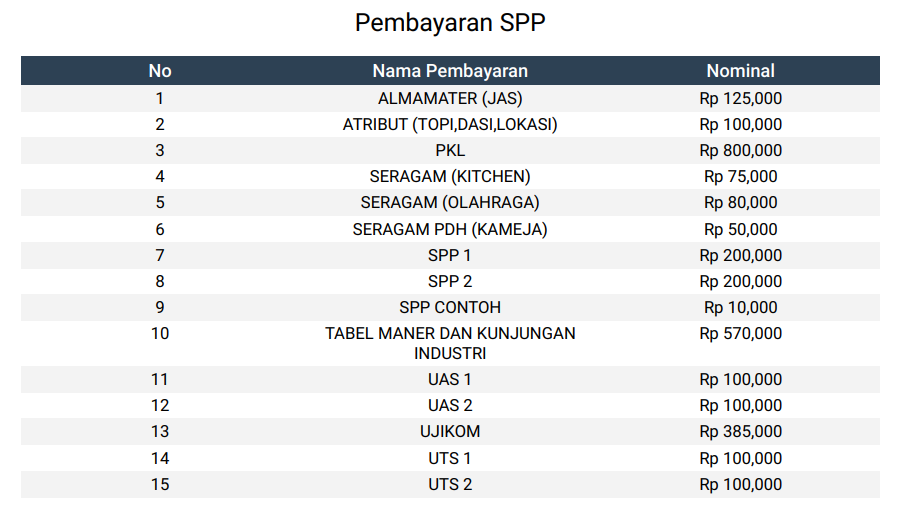 Pembayaran SPP
No Nama Pembayaran Nominal
1 ALMAMATER (JAS) Rp 125,000
2 ATRIBUT (TOPI,DASI,LOKASI) Rp 100,000
3 PKL Rp 800,000
4 SERAGAM (KITCHEN) Rp 75,000
5 SERAGAM (OLAHRAGA) Rp 80,000
6 SERAGAM PDH (KAMEJA) Rp 50,000
7 SPP 1 Rp 200,000
8 SPP 2 Rp 200,000
9 SPP CONTOH Rp 10,000
10 TABEL MANER DAN KUNJUNGAN Rp 570,000
INDUSTRI
11 UAS 1 Rp 100,000
12 UAS 2 Rp 100,000
13 UJIKOM Rp 385,000
14 UTS 1 Rp 100,000
15 UTS 2 Rp 100,000